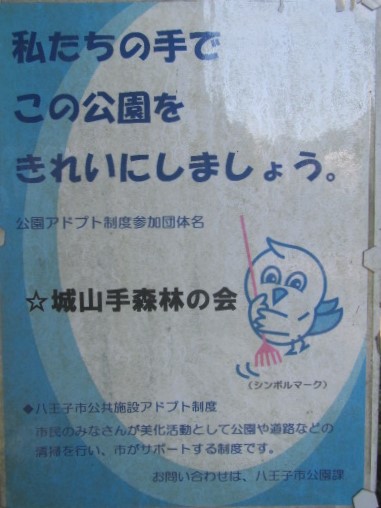 私たちの手で
この公園を
きれいにしましょう。
公園アドプト制度参加団体名
☆城山手森林の会
(シンボルマーク)
◆八王子市公共施設アドプト制度
市民のみなさんが美化活動として公園や道路などの
清掃を行い、市がサポートする制度です。
お問い合わせは、八王子市公園課